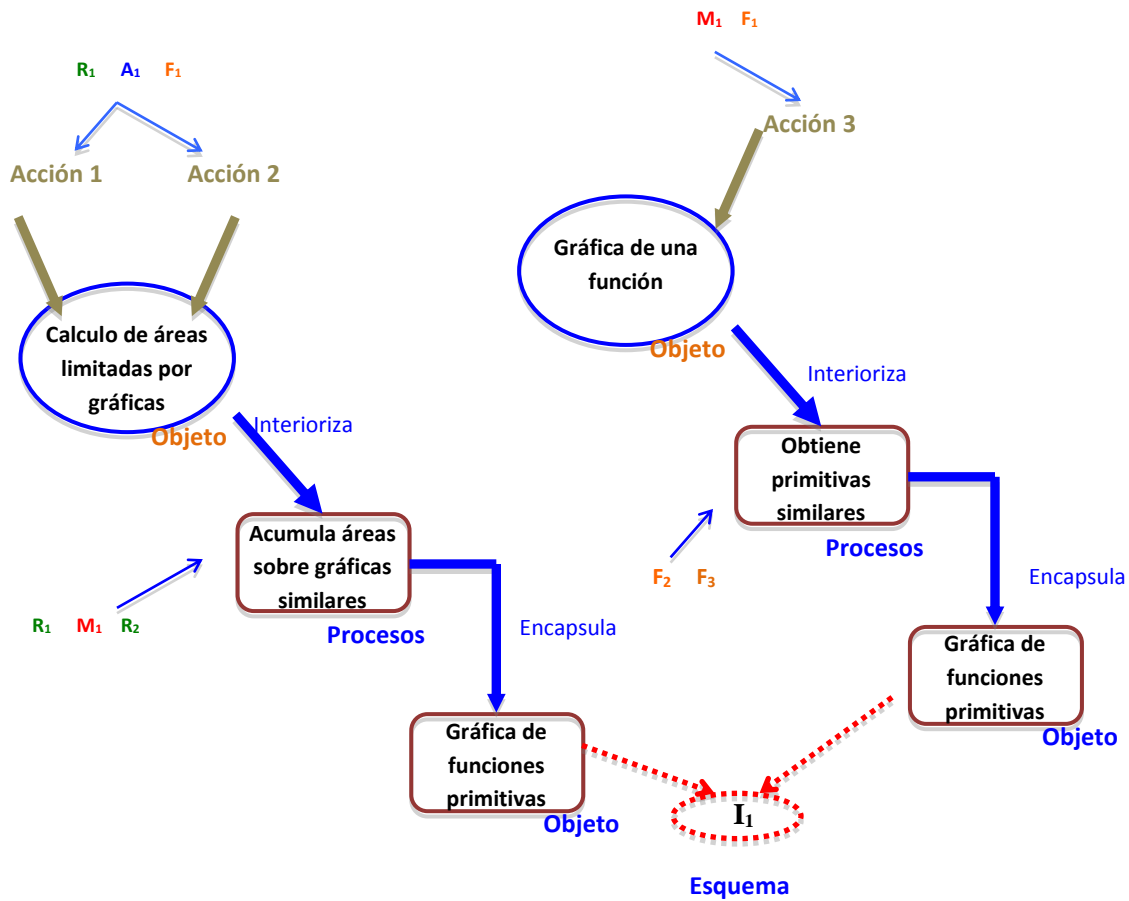 M₁ F₁
R₁ A₁ F₁
Acción 3
Acción 1 Acción 2
Gráfica de una
función
Objeto
Calculo de áreas
limitadas por
gráficas
Objeto
Interioriza
Interioriza
Obtiene
primitivas
similares
Procesos
F₂ F₃
Acumula áreas
sobre gráficas
similares
Procesos
R₁ M₁ R₂
Encapsula
Encapsula
Gráfica de
funciones
primitivas
Objeto
Gráfica de
funciones
primitivas
Objeto
I₁
Esquema